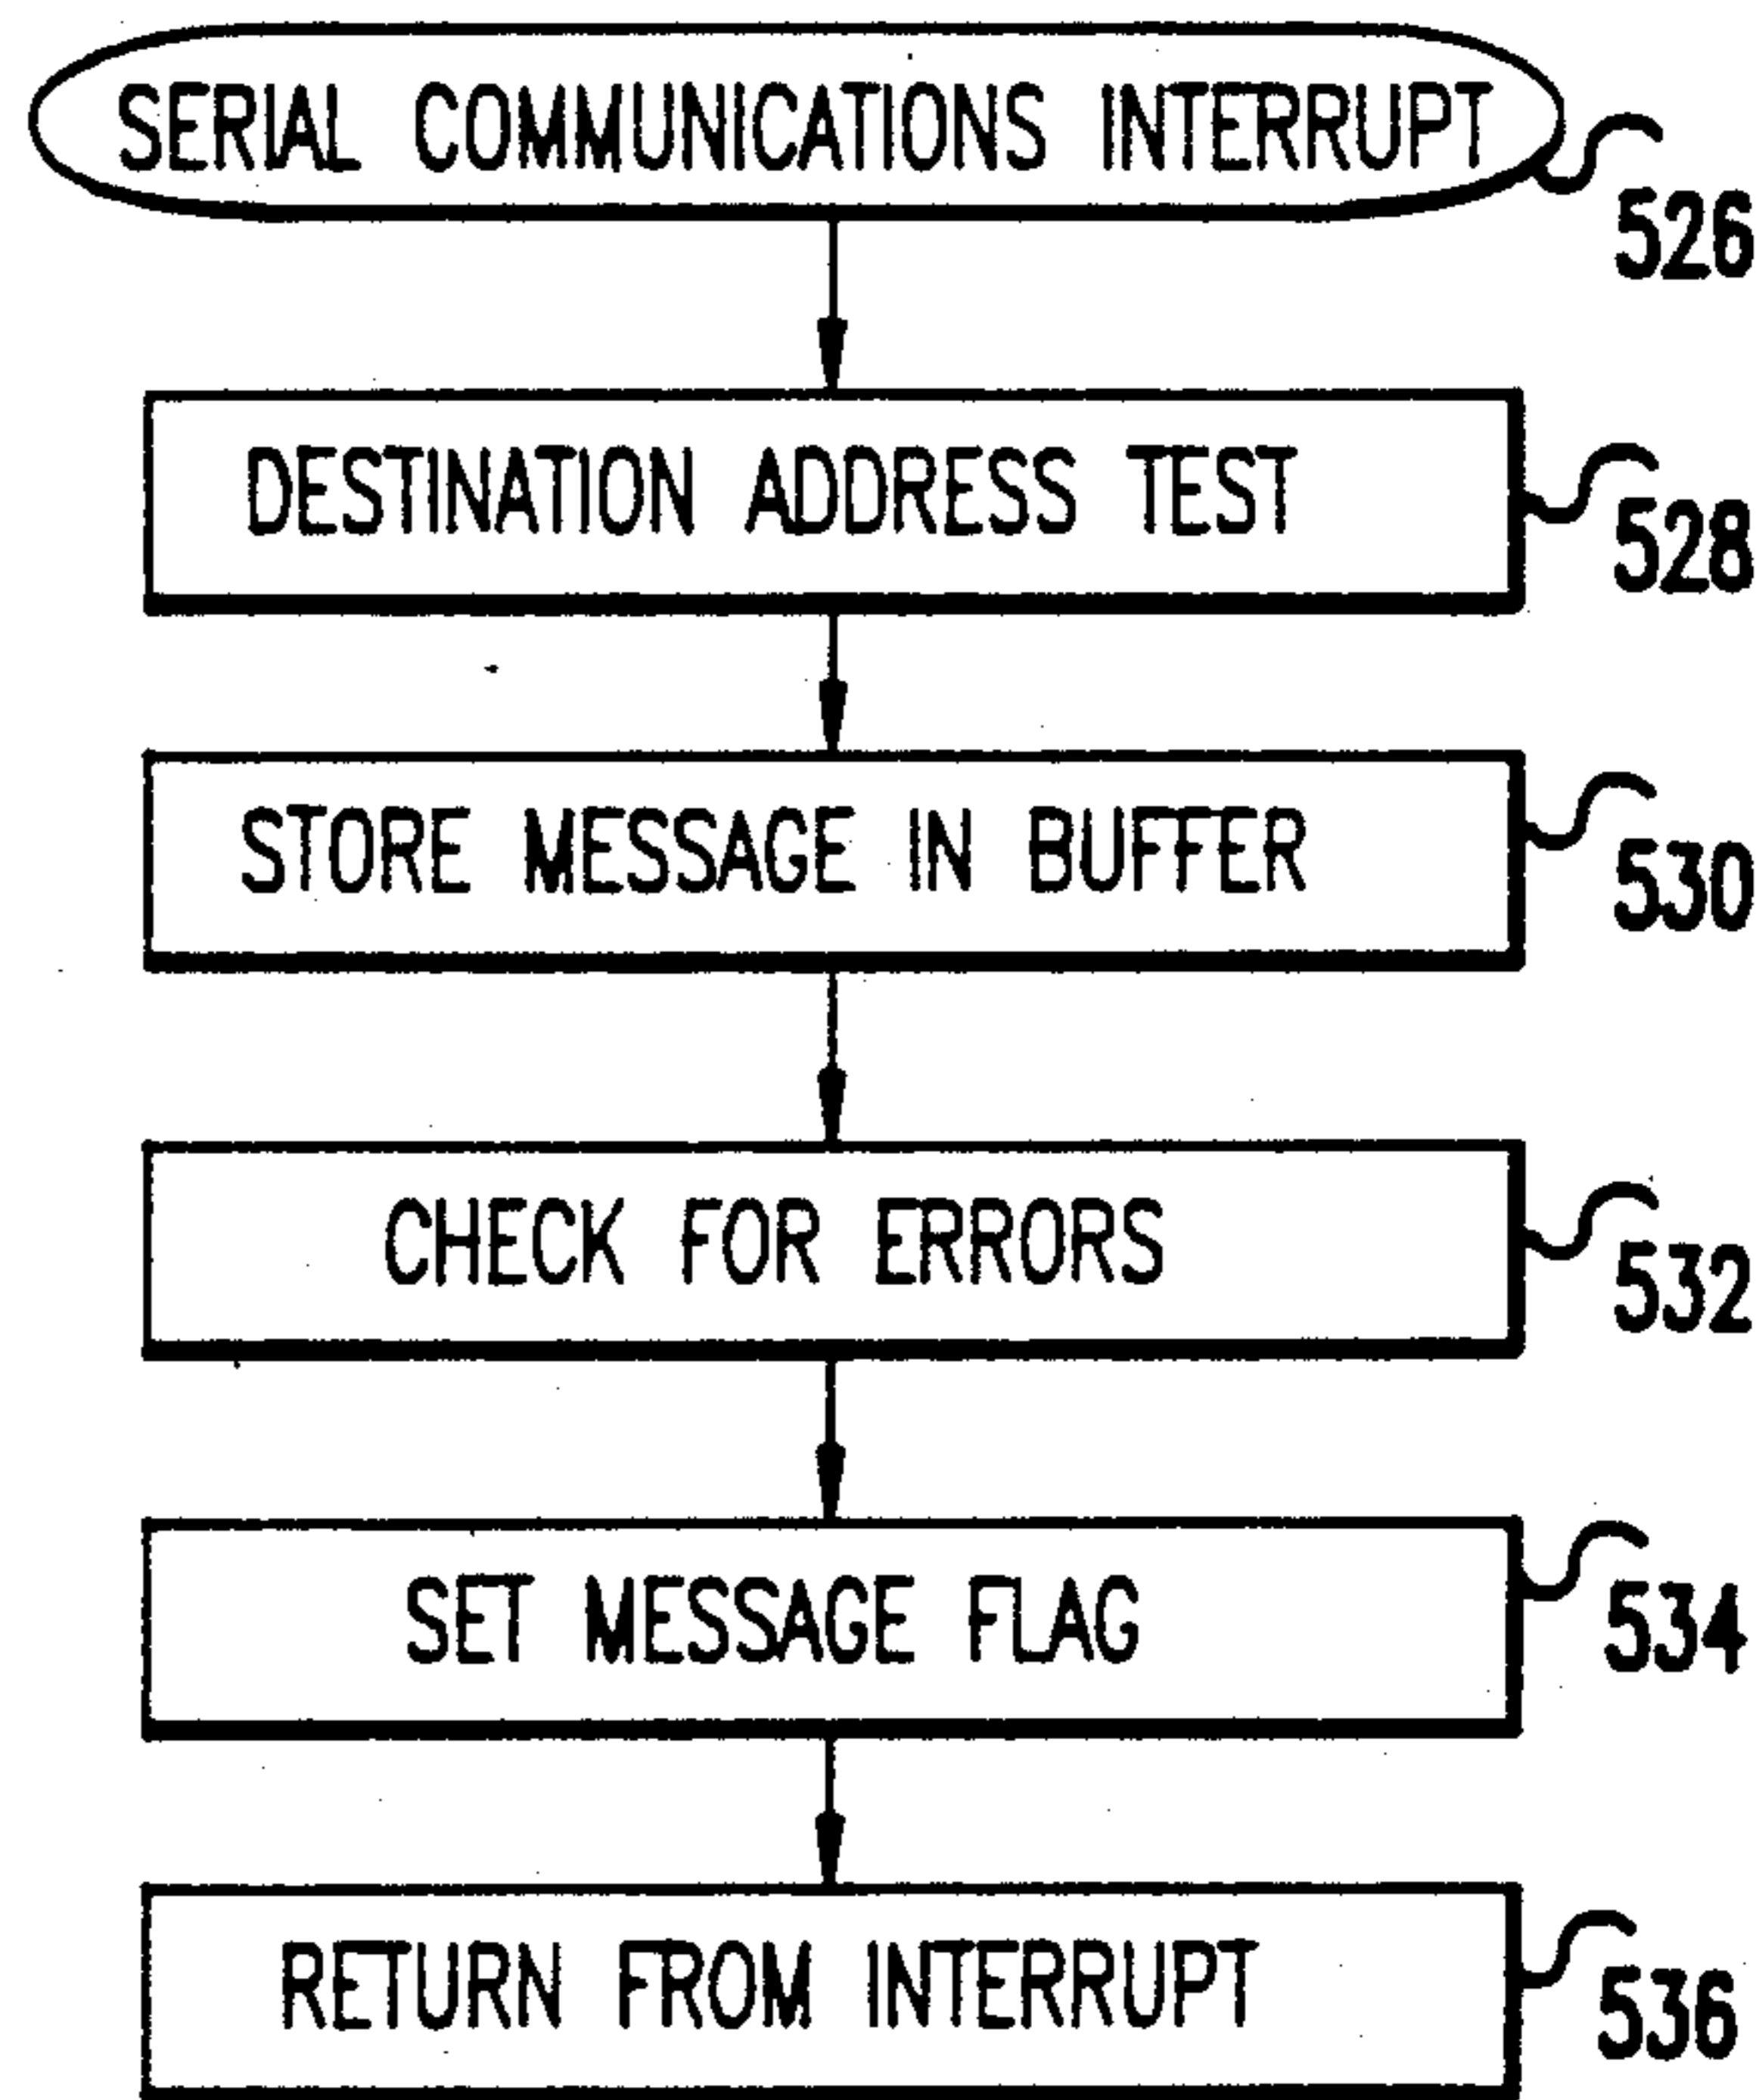 SERIAL COMMUNICATIONS INTERRUPT
526
DESTINATION ADDRESS TEST
528
STORE MESSAGE IN BUFFER
530
CHECK FOR ERRORS
532
SET MESSAGE FLAG
534
RETURN FROM INTERRUPT
536